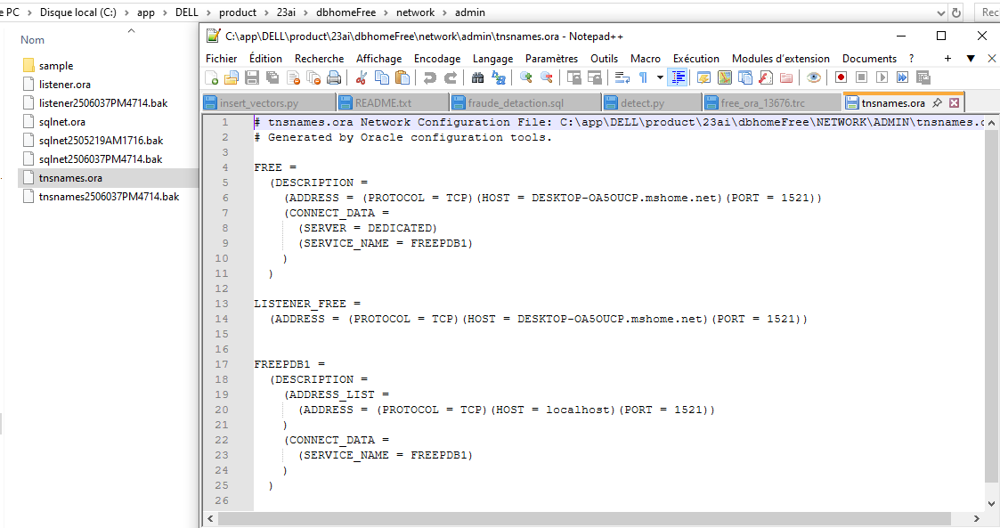 e PC > Disque local (C:) > app > DELL > product > 23ai > dbhomeFree > network > admin
Rec
Nom
sample
listener.ora
listener2506037PM4714.bak
sqlnet.ora
sqlnet2505219AM1716.bak
sqlnet2506037PM4714.bak
tnsnames.ora
tnsnames2506037PM4714.bak
C:\app\DELL\product\23ai\dbhomeFree\network\admin\tnsnames.ora - Notepad++
Fichier Édition Recherche Affichage Encodage Langage Paramètres Outils Macro Exécution Modules d'extension Documents ? + ▼ X
insert_vectors.py README.txt fraude_detaction.sql detect.py free_ora_13676.trc tnsnames.ora
1 # tnsnames.ora Network Configuration File: C:\app\DELL\product\23ai\dbhomeFree\NETWORK\ADMIN\tnsnames.o
2 # Generated by Oracle configuration tools.
3
4 FREE =
5 (DESCRIPTION =
6 (ADDRESS = (PROTOCOL = TCP)(HOST = DESKTOP-OA5OUCP.mshome.net)(PORT = 1521))
7 (CONNECT_DATA =
8 (SERVER = DEDICATED)
9 (SERVICE_NAME = FREEPDB1)
10 )
11 )
12
13 LISTENER_FREE =
14 (ADDRESS = (PROTOCOL = TCP)(HOST = DESKTOP-OA5OUCP.mshome.net)(PORT = 1521))
15
16
17 FREEPDB1 =
18 (DESCRIPTION =
19 (ADDRESS_LIST =
20 (ADDRESS = (PROTOCOL = TCP)(HOST = localhost)(PORT = 1521))
21 )
22 (CONNECT_DATA =
23 (SERVICE_NAME = FREEPDB1)
24 )
25 )
26